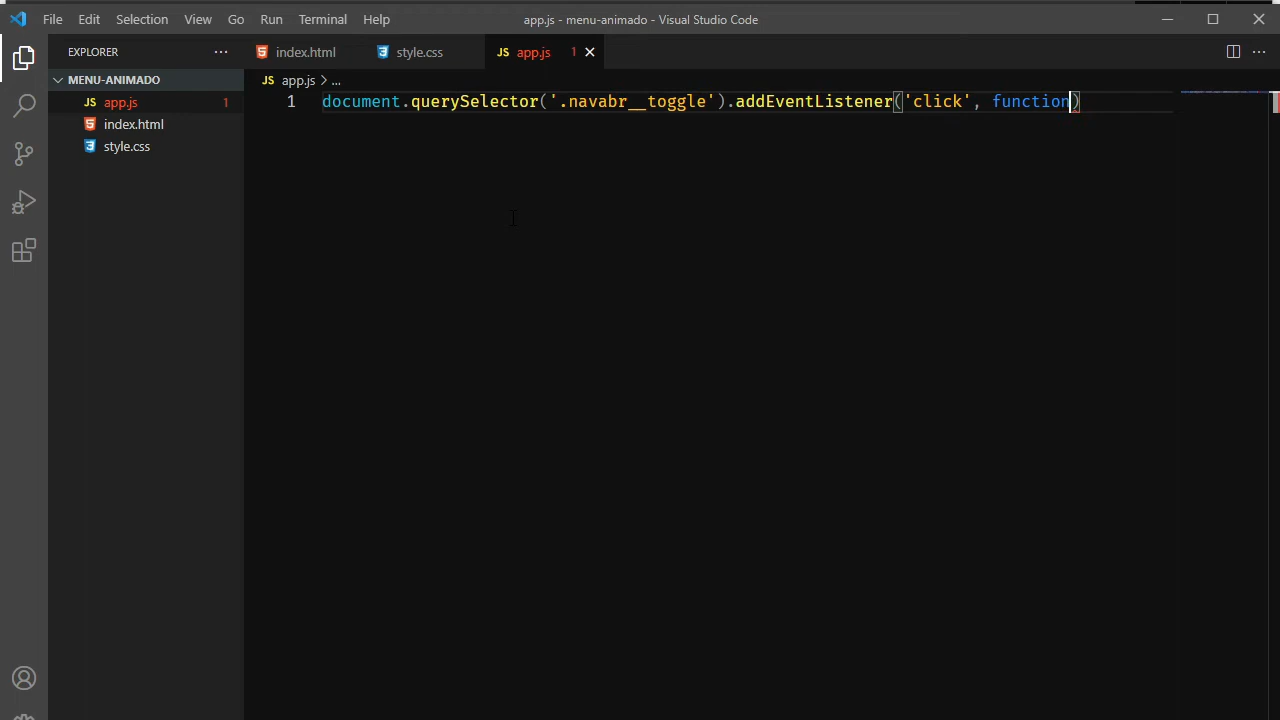 File Edit Selection View Go Run Terminal Help app.js - menu-animado - Visual Studio Code
EXPLORER ··· index.html style.css JS app.js 1
MENU-ANIMADO JS app.js > ...
JS app.js 1
index.html
style.css
1 document.querySelector('.navabr__toggle').addEventListener('click', function)